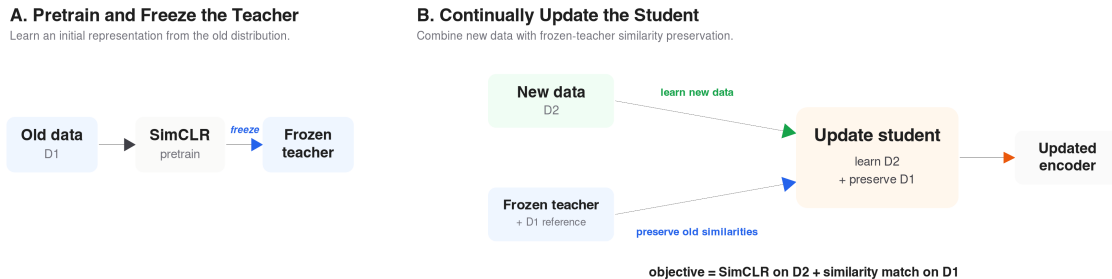 A. Pretrain and Freeze the Teacher
Learn an initial representation from the old distribution.
Old data
D1
SimCLR
pretrain
freeze
Frozen
teacher
B. Continually Update the Student
Combine new data with frozen-teacher similarity preservation.
New data
D2
learn new data
Frozen teacher
+ D1 reference
preserve old similarities
Update student
learn D2
+ preserve D1
Updated
encoder
objective = SimCLR on D2 + similarity match on D1